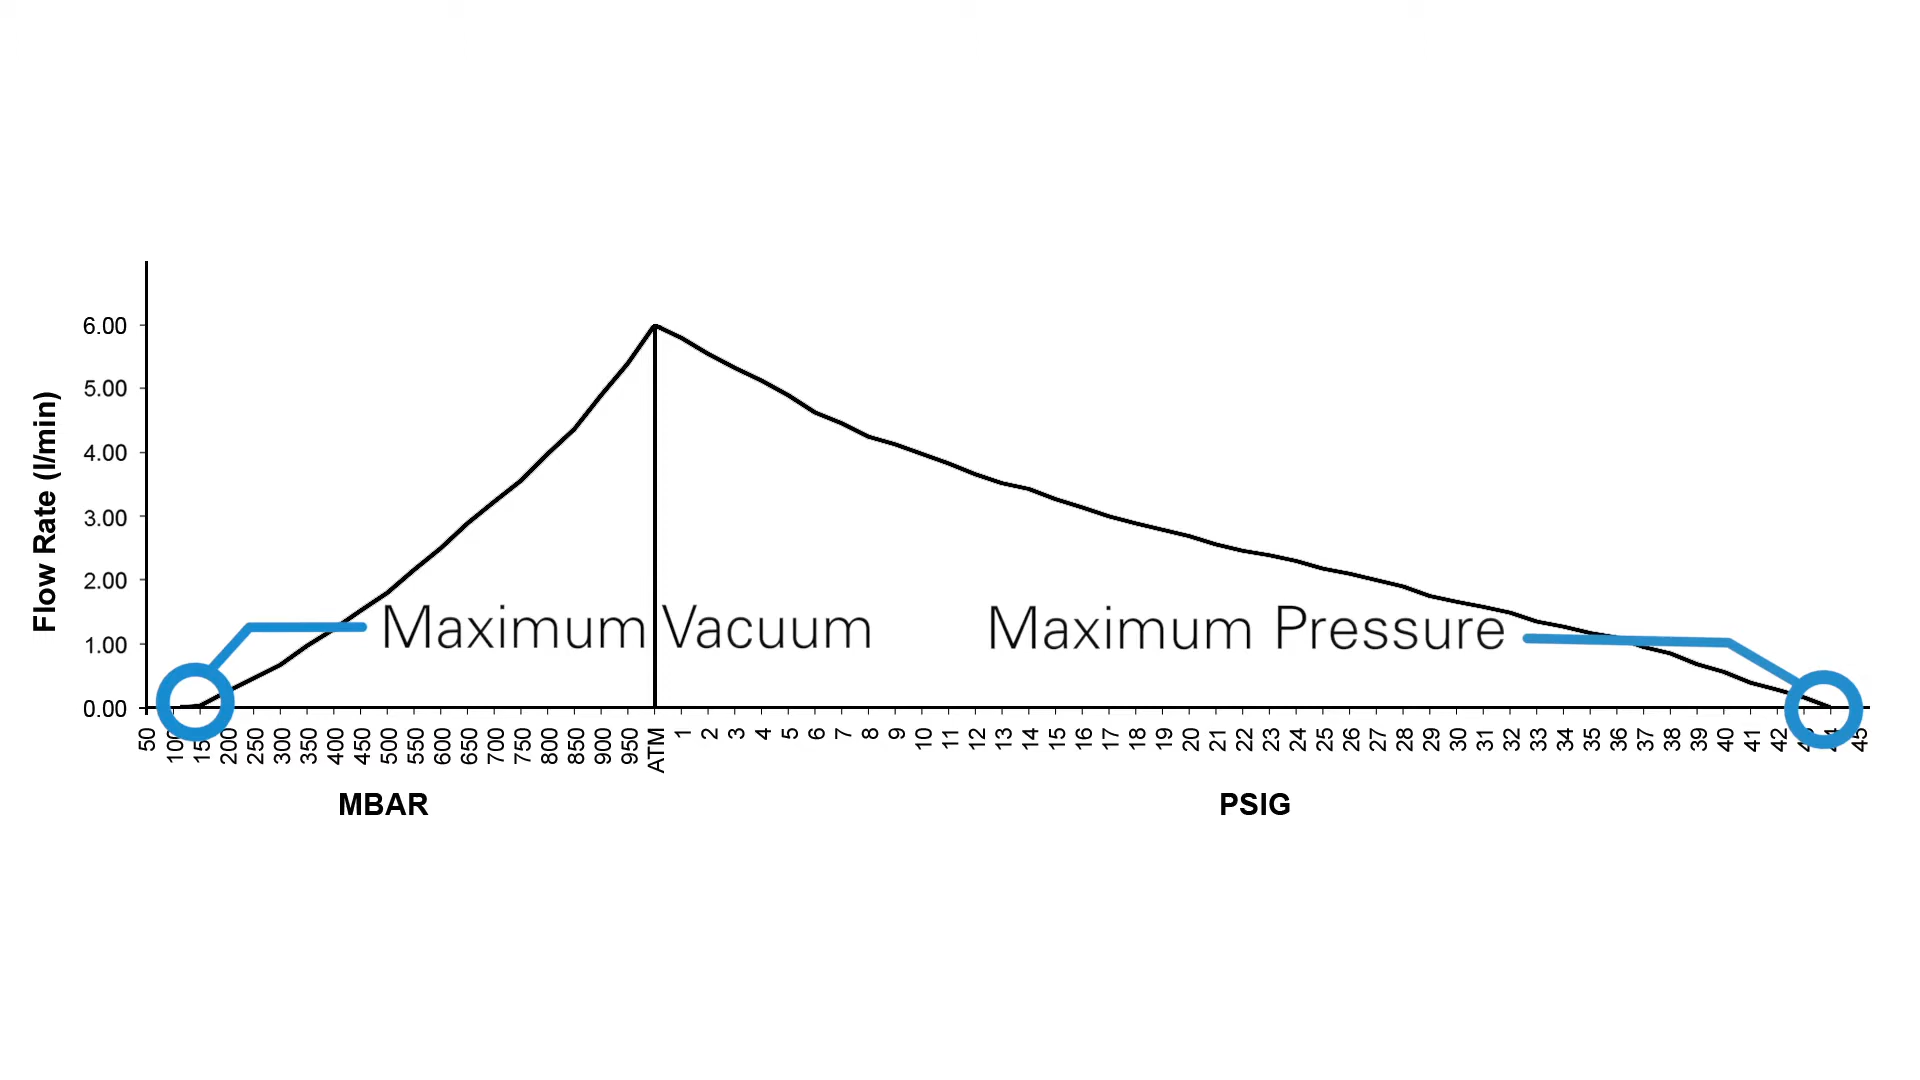 6.00
5.00
4.00
3.00
2.00
1.00
0.00
Flow Rate (l/min)
Maximum Vacuum
Maximum Pressure
50 100 150 200 250 300 350 400 450 500 550 600 650 700 750 800 850 900 950 ATM 1 2 3 4 5 6 7 8 9 10 11 12 13 14 15 16 17 18 19 20 21 22 23 24 25 26 27 28 29 30 31 32 33 34 35 36 37 38 39 40 41 42 45
MBAR
PSIG